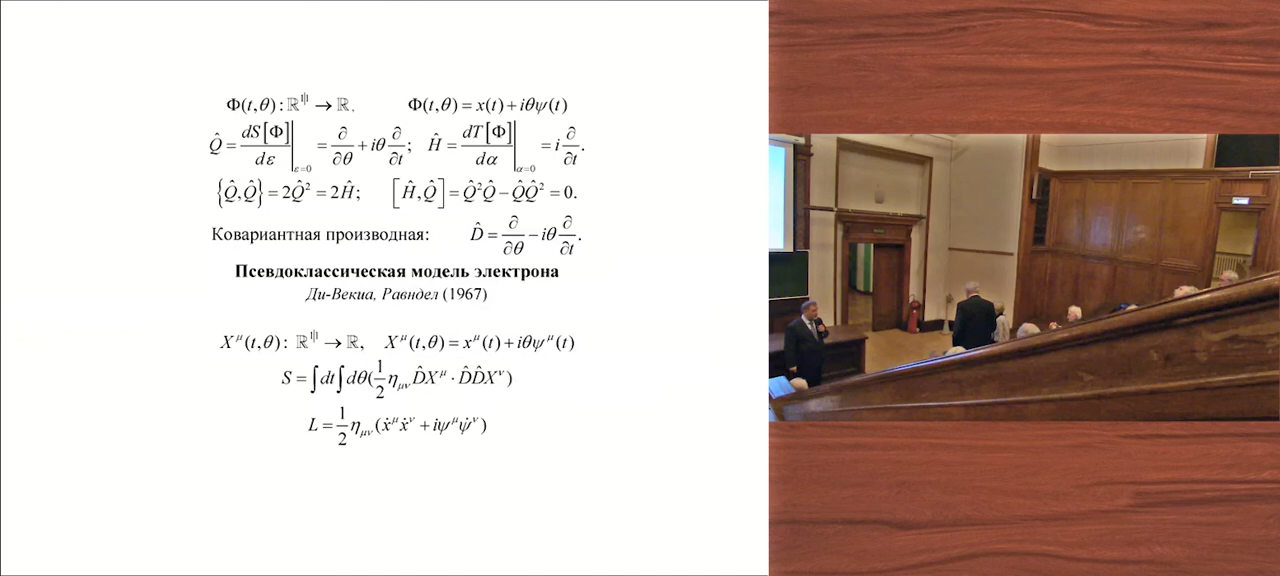 Φ(t,θ): ℝ^{1|1} → ℝ, Φ(t,θ) = x(t) + iθψ(t)
Q̂ = dS[Φ]/dε |_{ε=0} = ∂/∂θ + iθ ∂/∂t; Ĥ = dT[Φ]/dα |_{α=0} = i ∂/∂t.
{Q̂,Q̂} = 2Q̂² = 2Ĥ; [Ĥ,Q̂] = Q̂²Q̂ − Q̂Q̂² = 0.
Ковариантная производная: D̂ = ∂/∂θ − iθ ∂/∂t.
Псевдоклассическая модель электрона
Ди-Векиа, Равндел (1967)
X^μ(t,θ): ℝ^{1|1} → ℝ, X^μ(t,θ) = x^μ(t) + iθψ^μ(t)
S = ∫dt∫dθ(1/2 η_{μν} D̂X^μ · D̂D̂X^ν)
L = 1/2 η_{μν}(ẋ^μẋ^ν + iψ^μψ̇^ν)